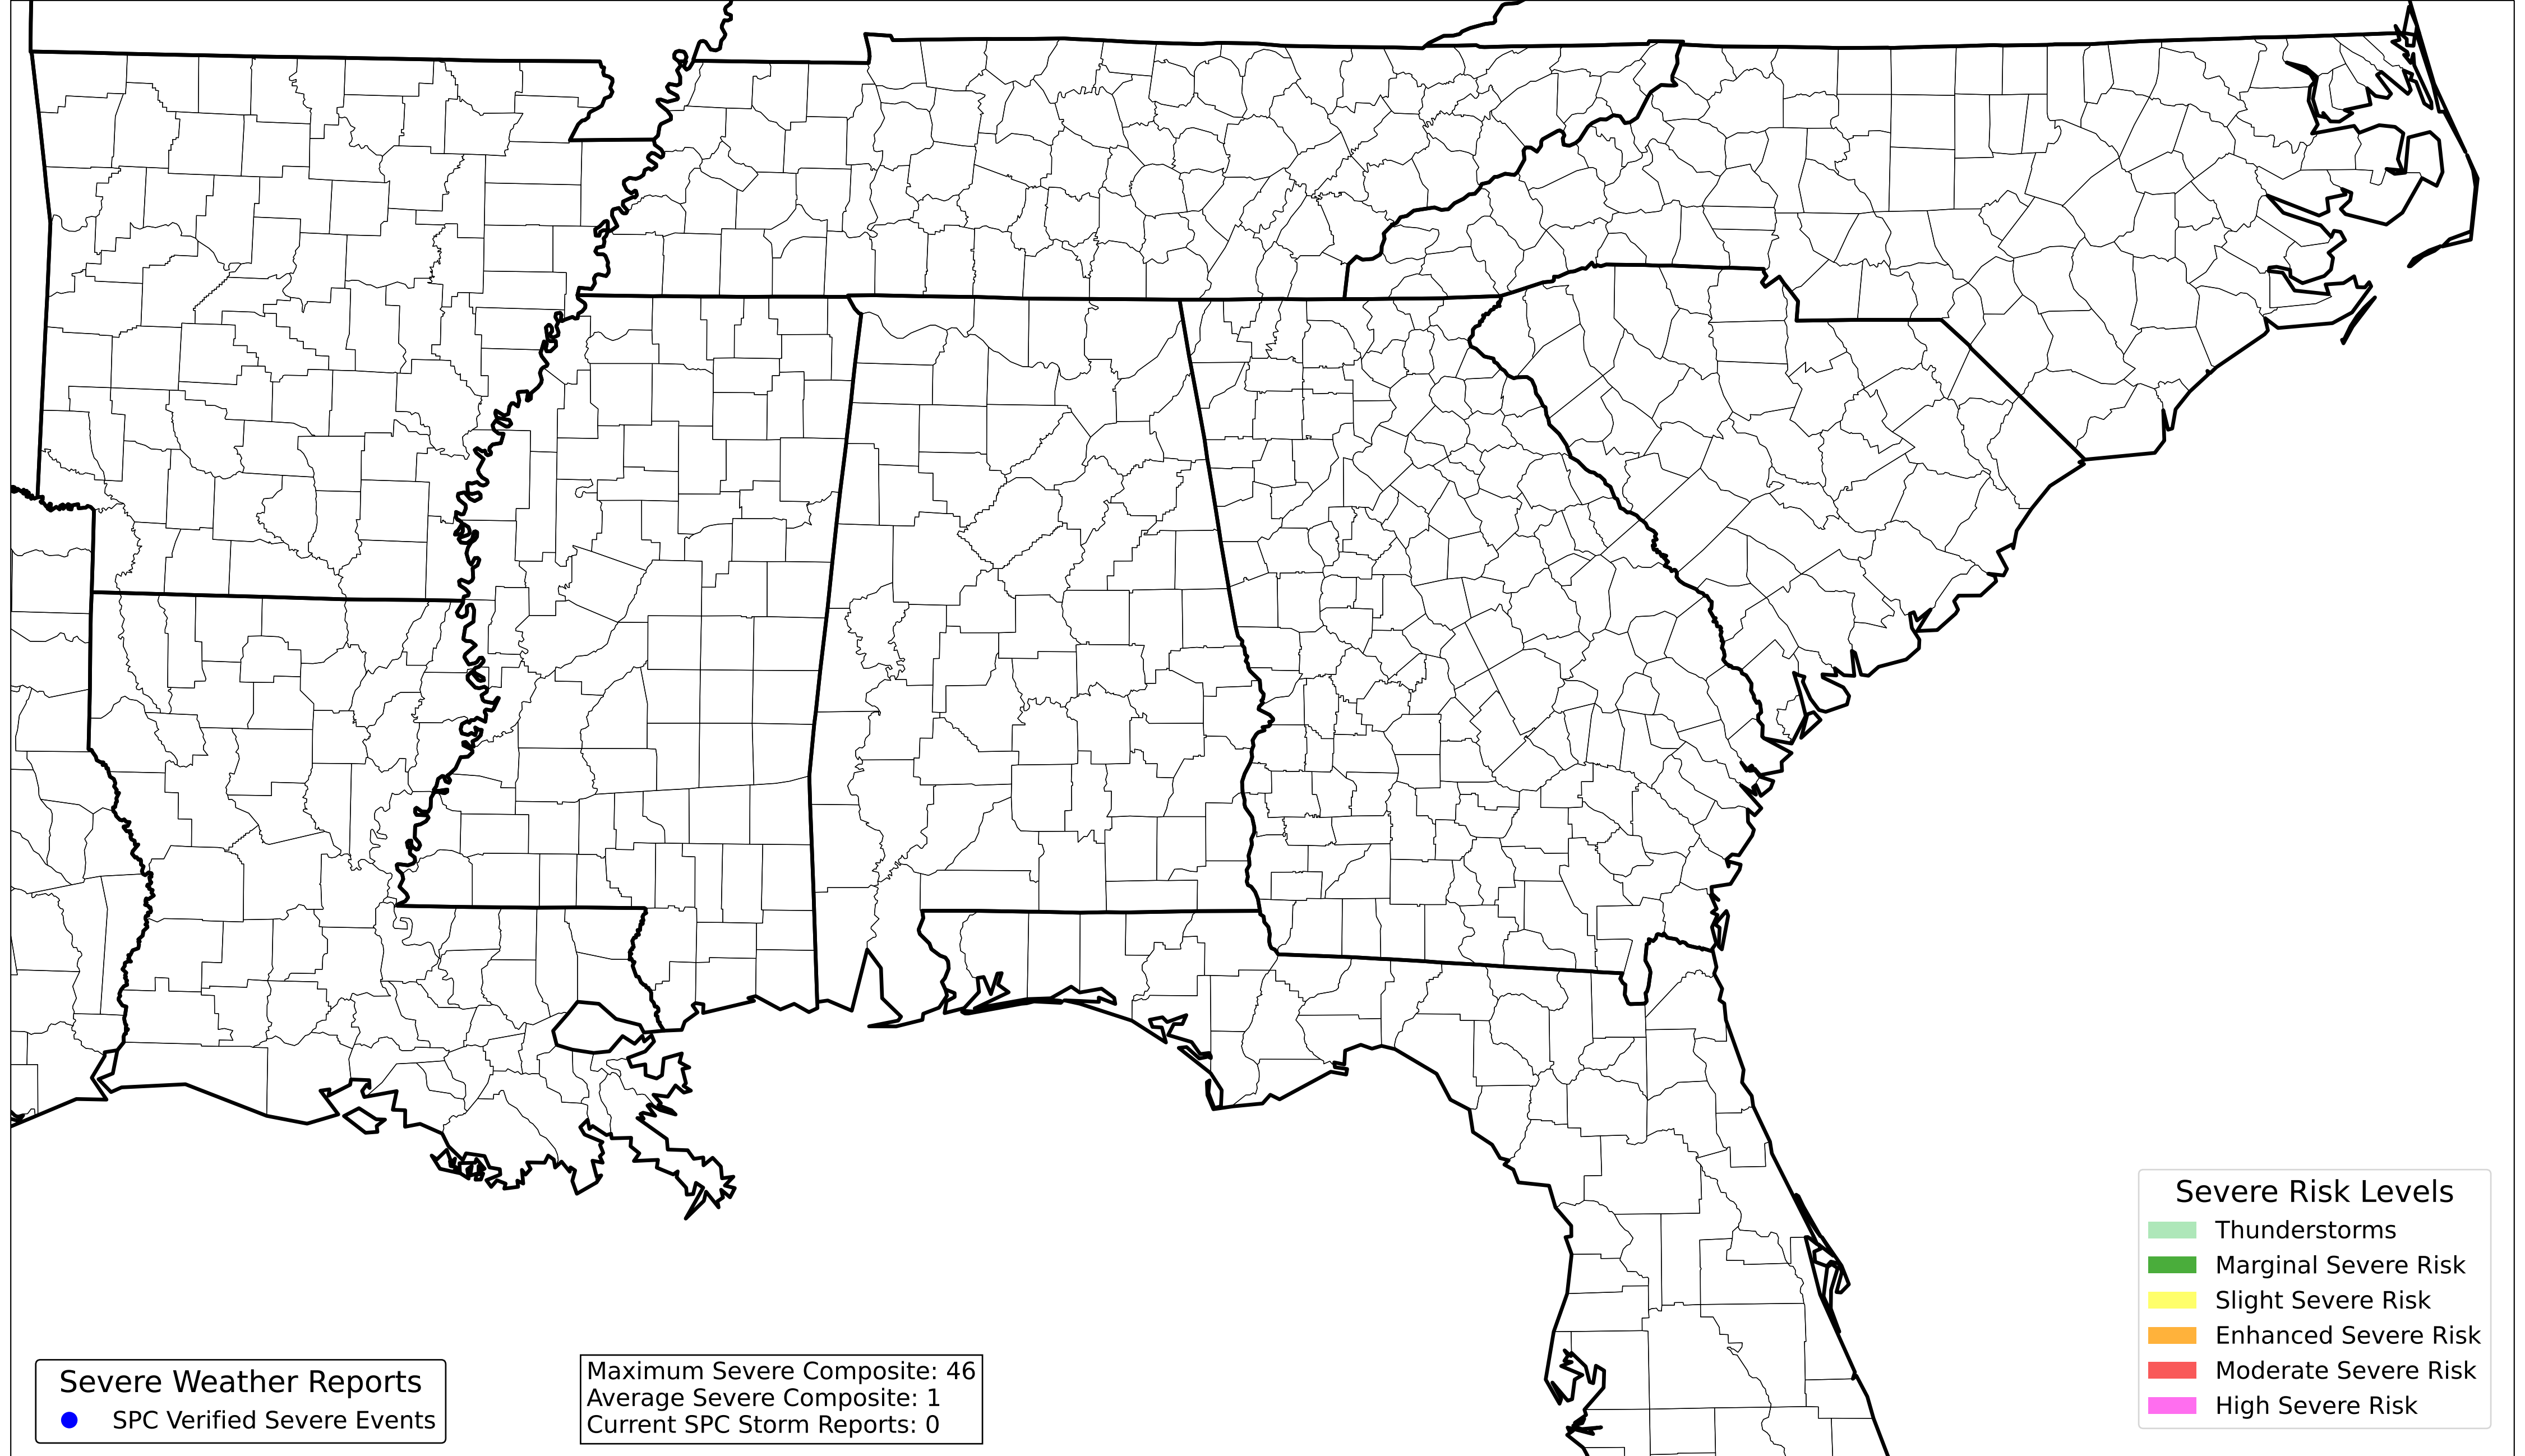 Severe Weather Reports
SPC Verified Severe Events
Maximum Severe Composite: 46
Average Severe Composite: 1
Current SPC Storm Reports: 0
Severe Risk Levels
Thunderstorms
Marginal Severe Risk
Slight Severe Risk
Enhanced Severe Risk
Moderate Severe Risk
High Severe Risk